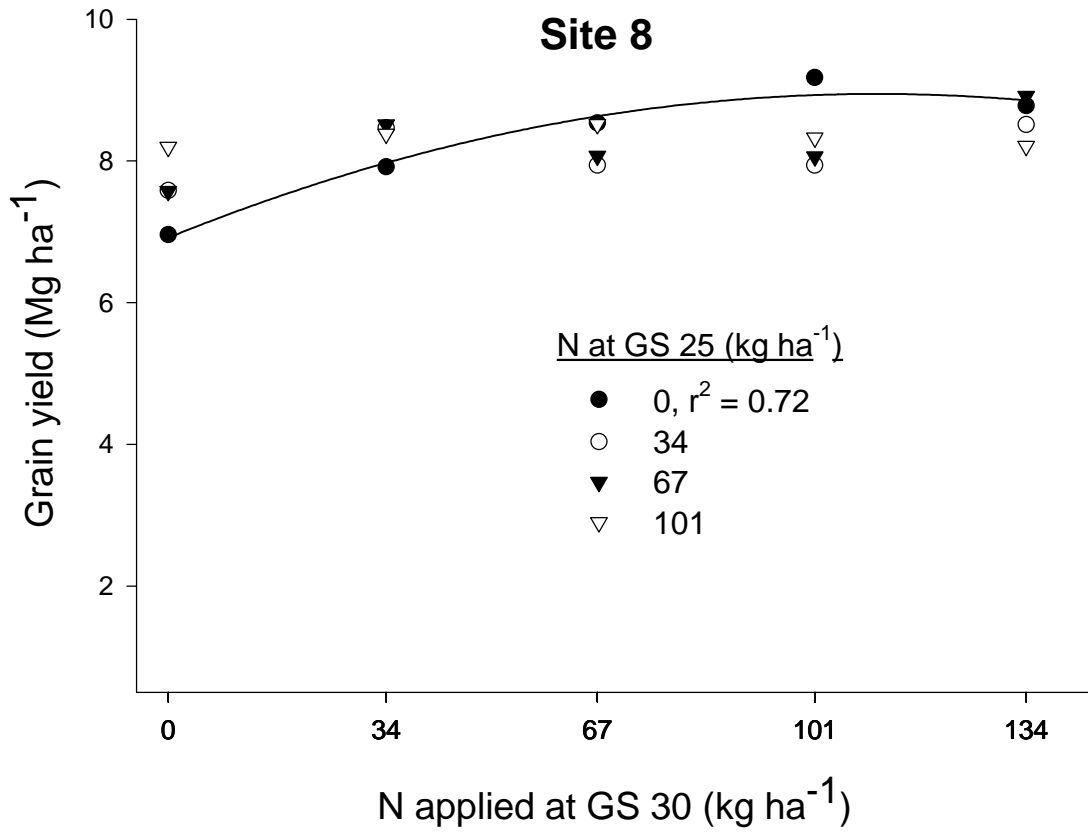 Site 8
10
8
6
4
2
Grain yield (Mg ha⁻¹)
N at GS 25 (kg ha⁻¹)
0, r² = 0.72
34
67
101
0 34 67 101 134
N applied at GS 30 (kg ha⁻¹)